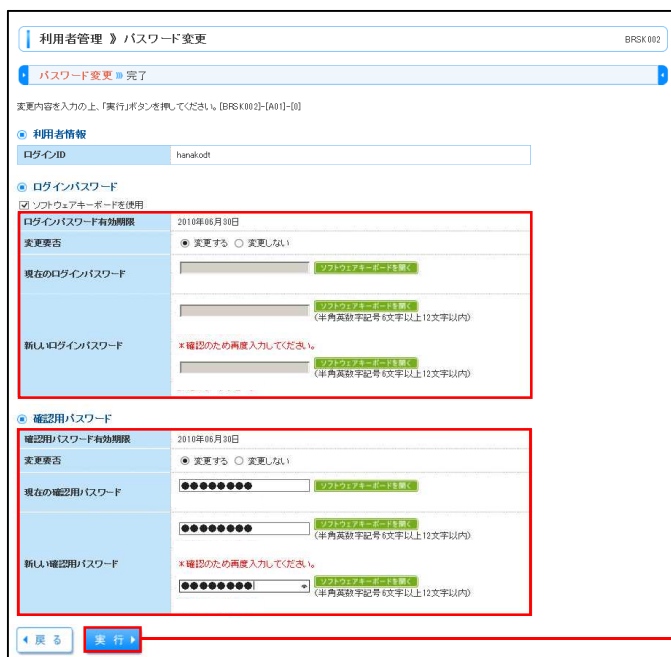 利用者管理 》パスワード変更
BRSK002
パスワード変更 》》 完了
変更内容を入力の上、「実行」ボタンを押してください。[BRSK002]-[A01]-[0]
利用者情報
ログインID hanakodt
ログインパスワード
ソフトウェアキーボードを使用
ログインパスワード有効期限 2010年06月30日
変更要否 変更する 変更しない
現在のログインパスワード ソフトウェアキーボードを開く
ソフトウェアキーボードを開く
(半角英数字記号6文字以上12文字以内)
新しいログインパスワード ※確認のため再度入力してください。
ソフトウェアキーボードを開く
(半角英数字記号6文字以上12文字以内)
確認用パスワード
確認用パスワード有効期限 2010年06月30日
変更要否 変更する 変更しない
現在の確認用パスワード ●●●●●●●● ソフトウェアキーボードを開く
●●●●●●●● ソフトウェアキーボードを開く
(半角英数字記号6文字以上12文字以内)
新しい確認用パスワード ※確認のため再度入力してください。
●●●●●●●● ソフトウェアキーボードを開く
(半角英数字記号6文字以上12文字以内)
戻る 実行